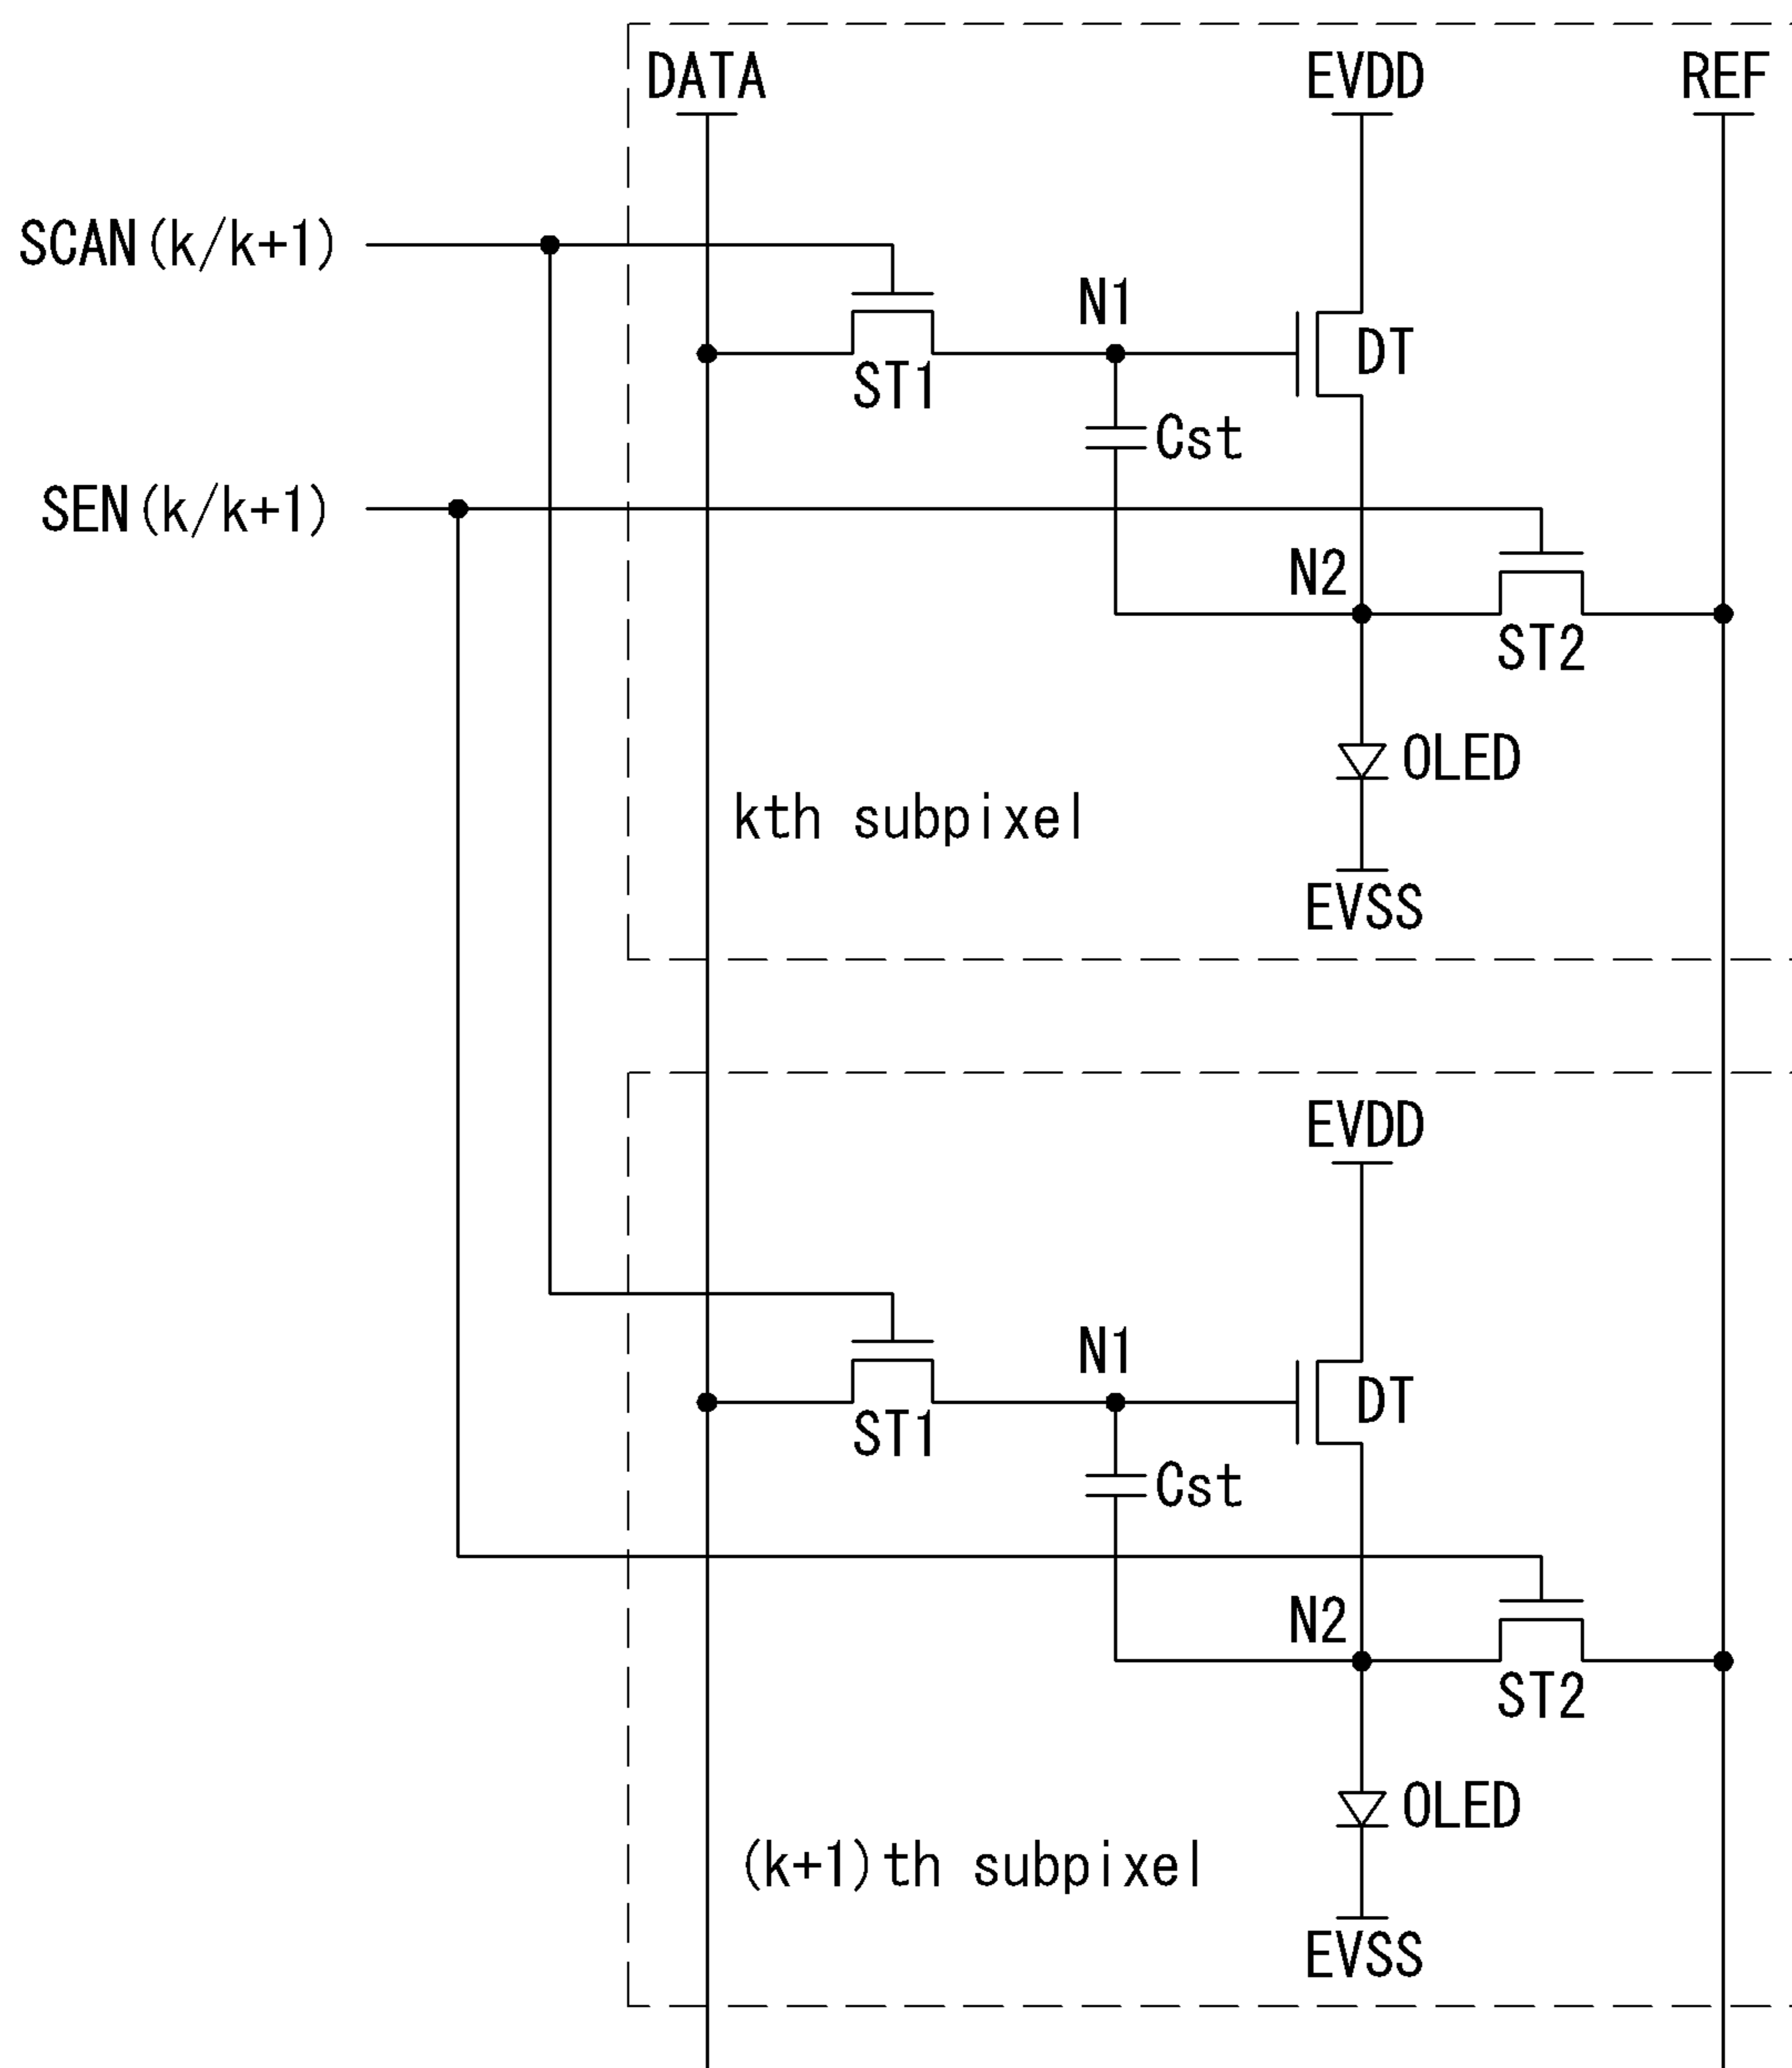 DATA EVDD REF
SCAN(k/k+1)
N1
DT
ST1
Cst
SEN(k/k+1)
N2
ST2
OLED
kth subpixel
EVSS
EVDD
N1
DT
ST1
Cst
N2
ST2
OLED
(k+1)th subpixel
EVSS